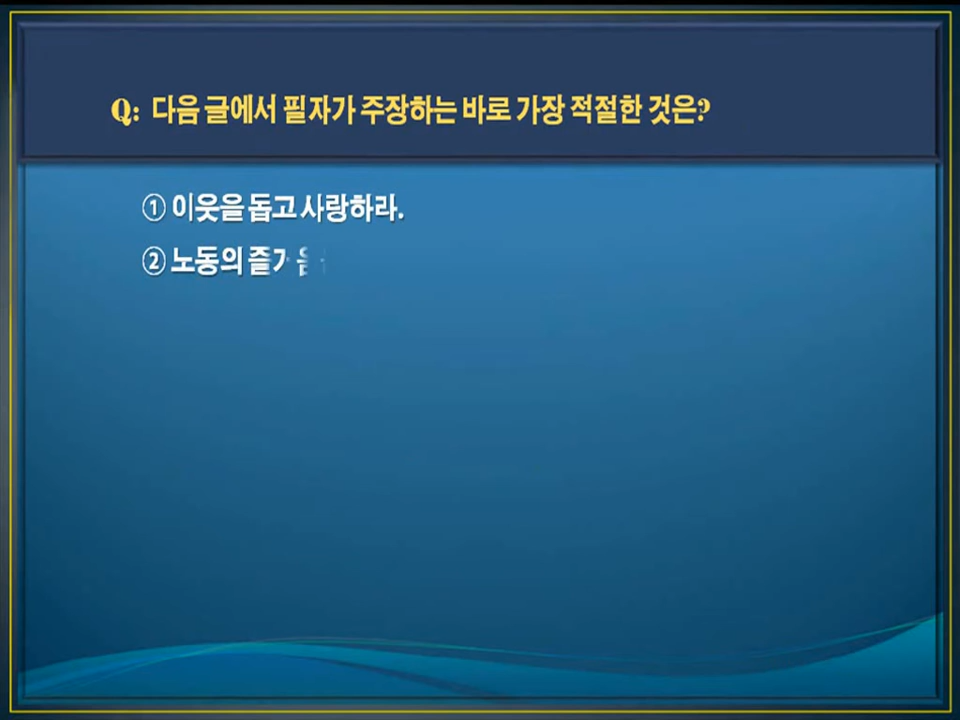 Q: 다음 글에서 필자가 주장하는 바로 가장 적절한 것은?
① 이웃을 돕고 사랑하라.
② 노동의